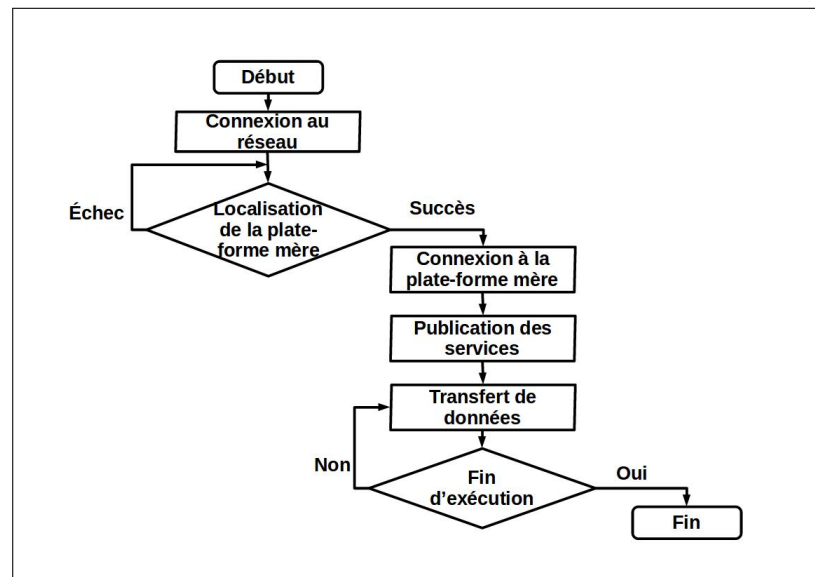 Début
Connexion au
réseau
Échec
Localisation
de la plate-
forme mère
Succès
Connexion à la
plate-forme mère
Publication des
services
Transfert de
données
Non
Fin
d'exécution
Oui
Fin